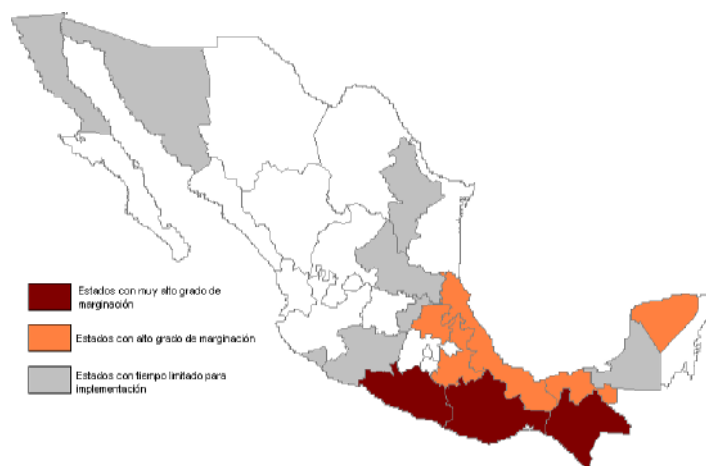 Estados con muy alto grado de
marginación
Estados con alto grado de marginación
Estados con tiempo limitado para
implementación